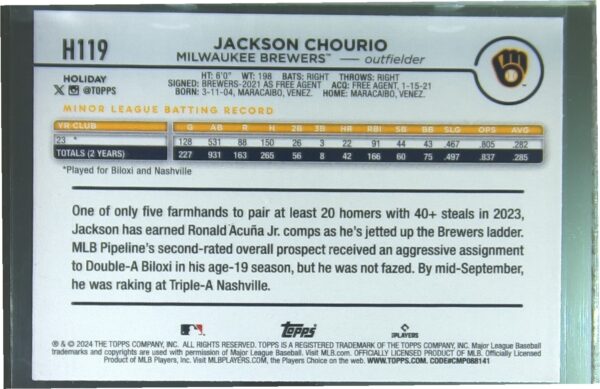 H119
JACKSON CHOURIO
MILWAUKEE BREWERS™ — outfielder
HOLIDAY
@TOPPS
HT: 6'0" WT: 198 BATS: RIGHT THROWS: RIGHT
SIGNED: BREWERS-2021 AS FREE AGENT ACQ: FREE AGENT, 1-15-21
BORN: 3-11-04, MARACAIBO, VENEZ. HOME: MARACAIBO, VENEZ.
MINOR LEAGUE BATTING RECORD
YR CLUB G AB R H 2B 3B HR RBI SB BB SLG OPS AVG
23 * 128 531 88 150 26 3 22 91 44 43 .467 .805 .282
TOTALS (2 YEARS) 227 931 163 265 58 8 42 166 60 75 .497 .837 .285
*Played for Biloxi and Nashville
One of only five farmhands to pair at least 20 homers with 40+ steals in 2023,
Jackson has earned Ronald Acuña Jr. comps as he's jetted up the Brewers ladder.
MLB Pipeline's second-rated overall prospect received an aggressive assignment
to Double-A Biloxi in his age-19 season, but he was not fazed. By mid-September,
he was raking at Triple-A Nashville.
topps
PLAYERS
® & © 2024 THE TOPPS COMPANY, INC. ALL RIGHTS RESERVED. TOPPS IS A REGISTERED TRADEMARK OF THE TOPPS COMPANY, INC. Major League Baseball
trademarks and copyrights are used with permission of Major League Baseball. Visit MLB.com. OFFICIALLY LICENSED PRODUCT OF MLB. Officially Licensed
Product of MLB Players, Inc. Visit MLBPLAYERS.COM, the Players Choice on the web. WWW.TOPPS.COM. CODE#CMP088141